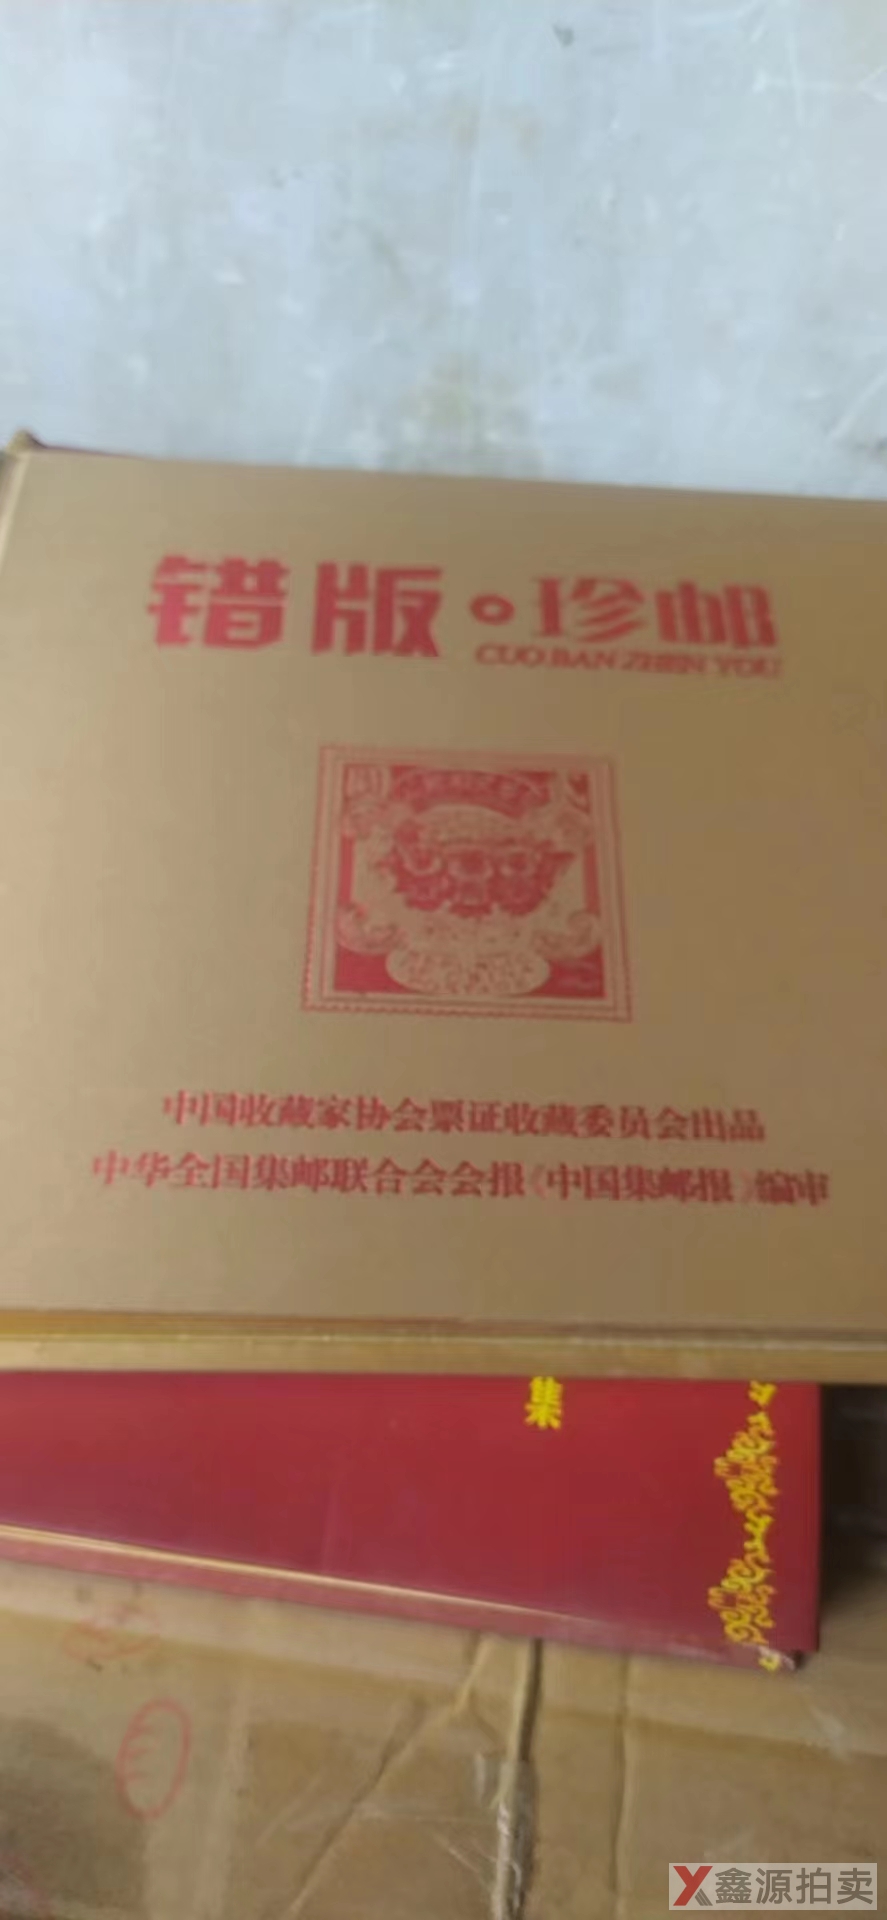 错版·珍邮
CUO BAN ZHEN YOU
中国收藏家协会票证收藏委员会出品
中华全国集邮联合会会报《中国集邮报》编审
集
鑫源拍卖